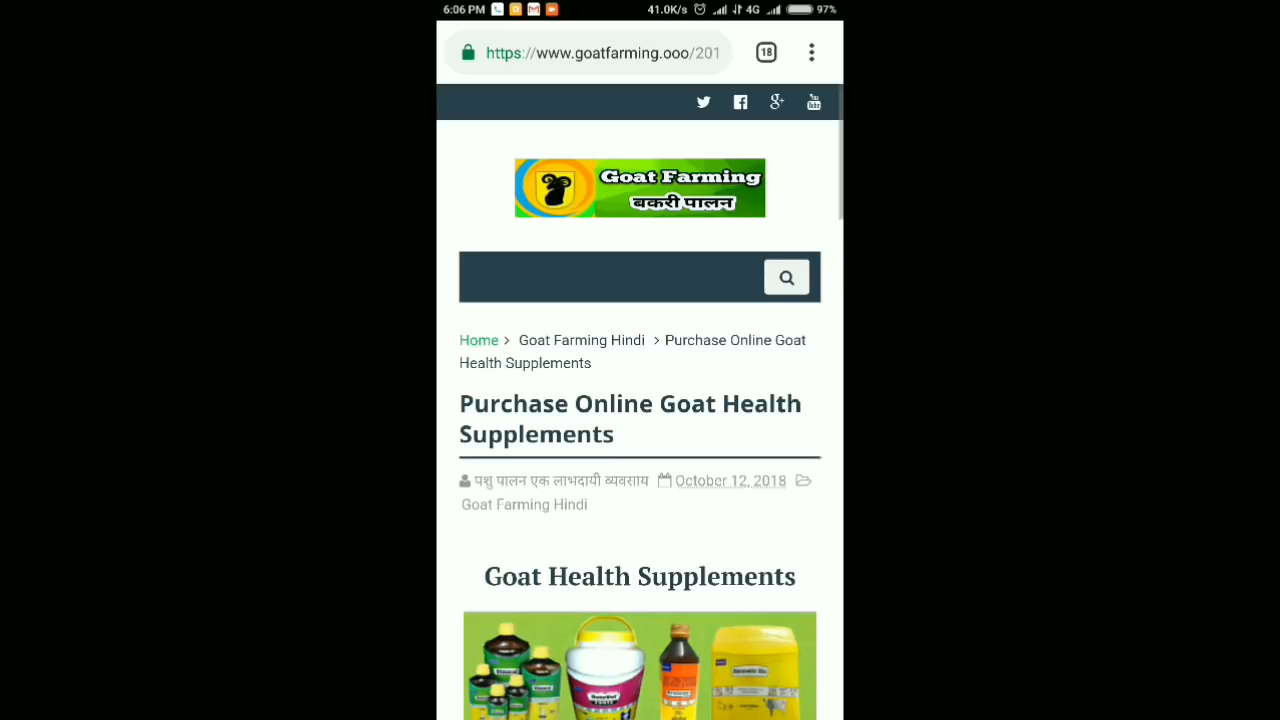 6:06 PM 41.0K/s 4G 97%
https://www.goatfarming.ooo/201 18
Goat Farming
बकरी पालन
Home > Goat Farming Hindi > Purchase Online Goat
Health Supplements
Purchase Online Goat Health
Supplements
पशु पालन एक लाभदायी व्यवसाय October 12, 2018
Goat Farming Hindi
Goat Health Supplements